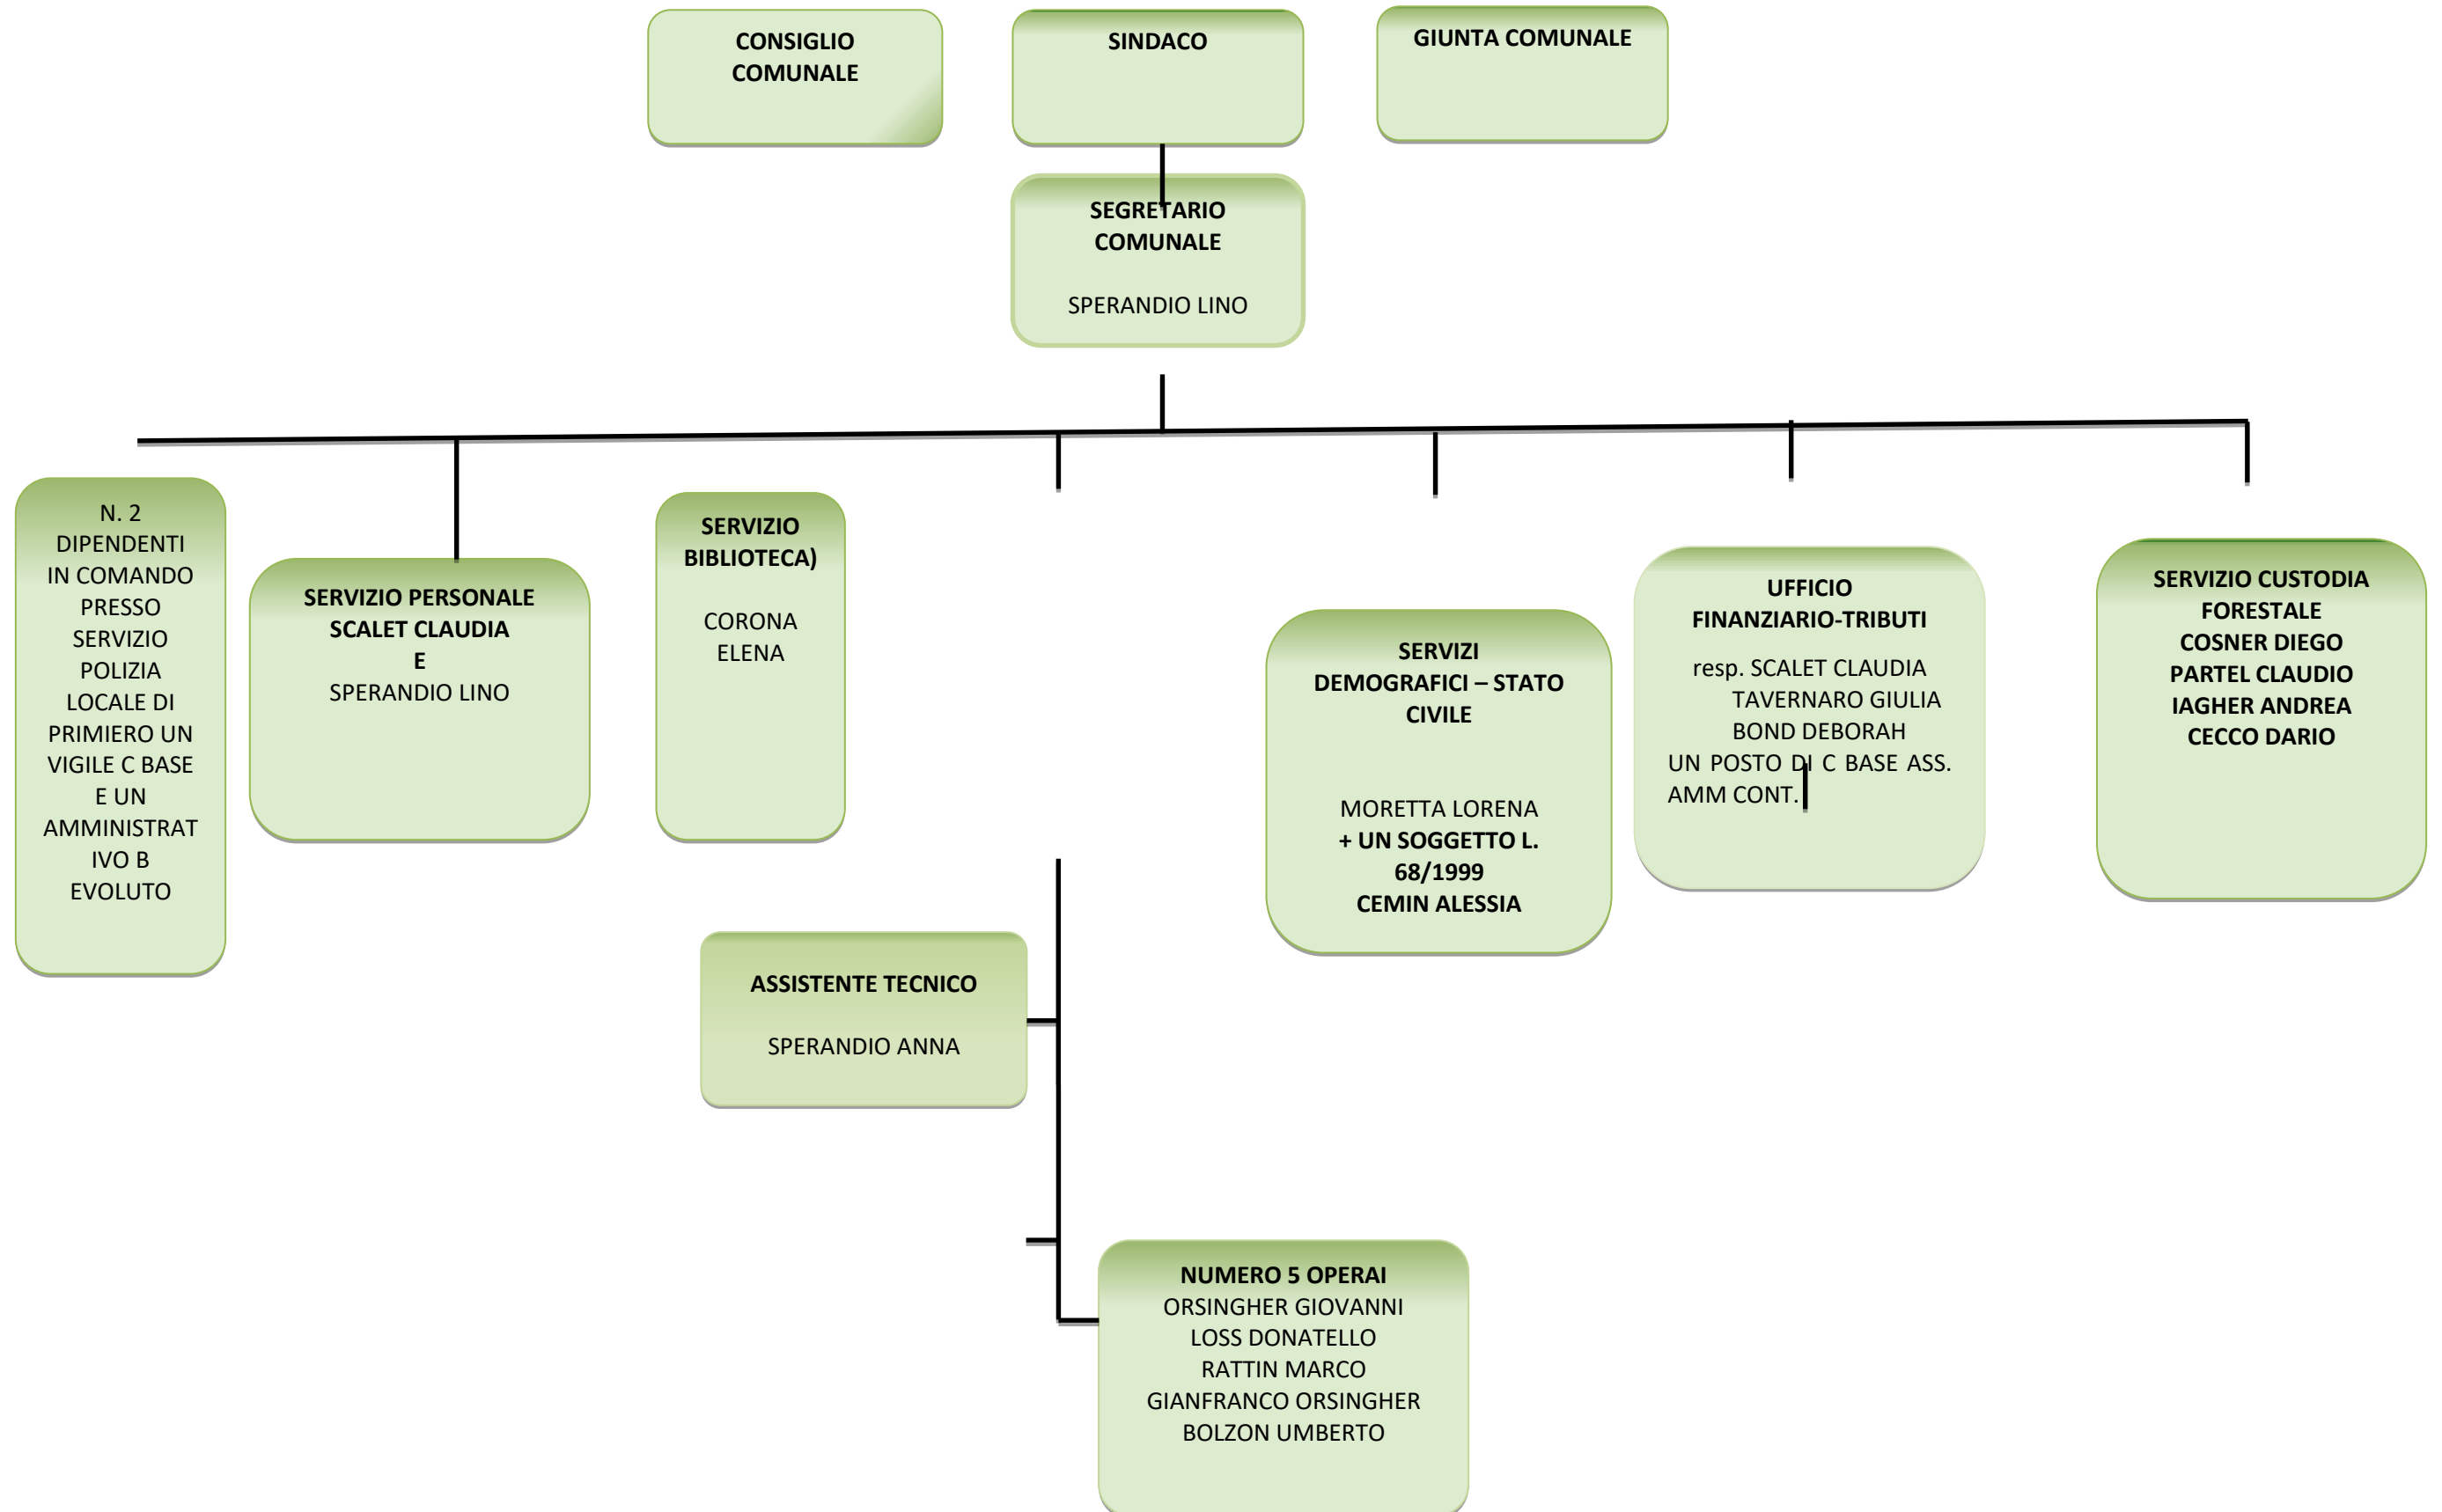 CONSIGLIO
COMUNALE
SINDACO
GIUNTA COMUNALE
SEGRETARIO
COMUNALE
SPERANDIO LINO
N. 2
DIPENDENTI
IN COMANDO
PRESSO
SERVIZIO
POLIZIA
LOCALE DI
PRIMIERO UN
VIGILE C BASE
E UN
AMMINISTRAT
IVO B
EVOLUTO
SERVIZIO PERSONALE
SCALET CLAUDIA
E
SPERANDIO LINO
SERVIZIO
BIBLIOTECA)
CORONA
ELENA
SERVIZI
DEMOGRAFICI – STATO
CIVILE
MORETTA LORENA
+ UN SOGGETTO L.
68/1999
CEMIN ALESSIA
UFFICIO
FINANZIARIO-TRIBUTI
resp. SCALET CLAUDIA
TAVERNARO GIULIA
BOND DEBORAH
UN POSTO DI C BASE ASS.
AMM CONT.
SERVIZIO CUSTODIA
FORESTALE
COSNER DIEGO
PARTEL CLAUDIO
IAGHER ANDREA
CECCO DARIO
ASSISTENTE TECNICO
SPERANDIO ANNA
NUMERO 5 OPERAI
ORSINGHER GIOVANNI
LOSS DONATELLO
RATTIN MARCO
GIANFRANCO ORSINGHER
BOLZON UMBERTO